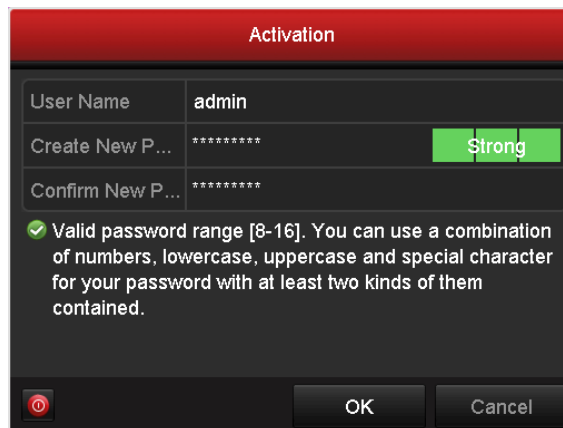 Activation
User Name admin
Create New P... ********* Strong
Confirm New P... *********
Valid password range [8-16]. You can use a combination
of numbers, lowercase, uppercase and special character
for your password with at least two kinds of them
contained.
OK Cancel